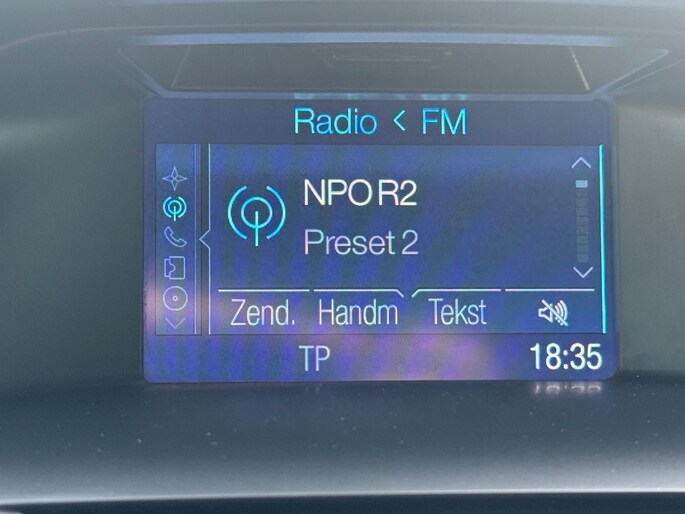 Radio < FM
NPO R2
Preset 2
Zend. Handm Tekst
TP 18:35